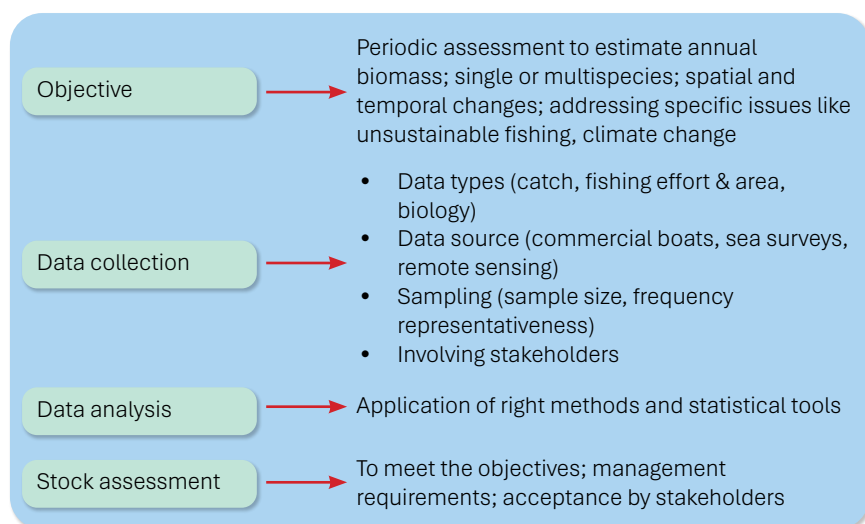 Objective
Periodic assessment to estimate annual
biomass; single or multispecies; spatial and
temporal changes; addressing specific issues like
unsustainable fishing, climate change
Data collection
• Data types (catch, fishing effort & area,
biology)
• Data source (commercial boats, sea surveys,
remote sensing)
• Sampling (sample size, frequency
representativeness)
• Involving stakeholders
Data analysis
Application of right methods and statistical tools
Stock assessment
To meet the objectives; management
requirements; acceptance by stakeholders